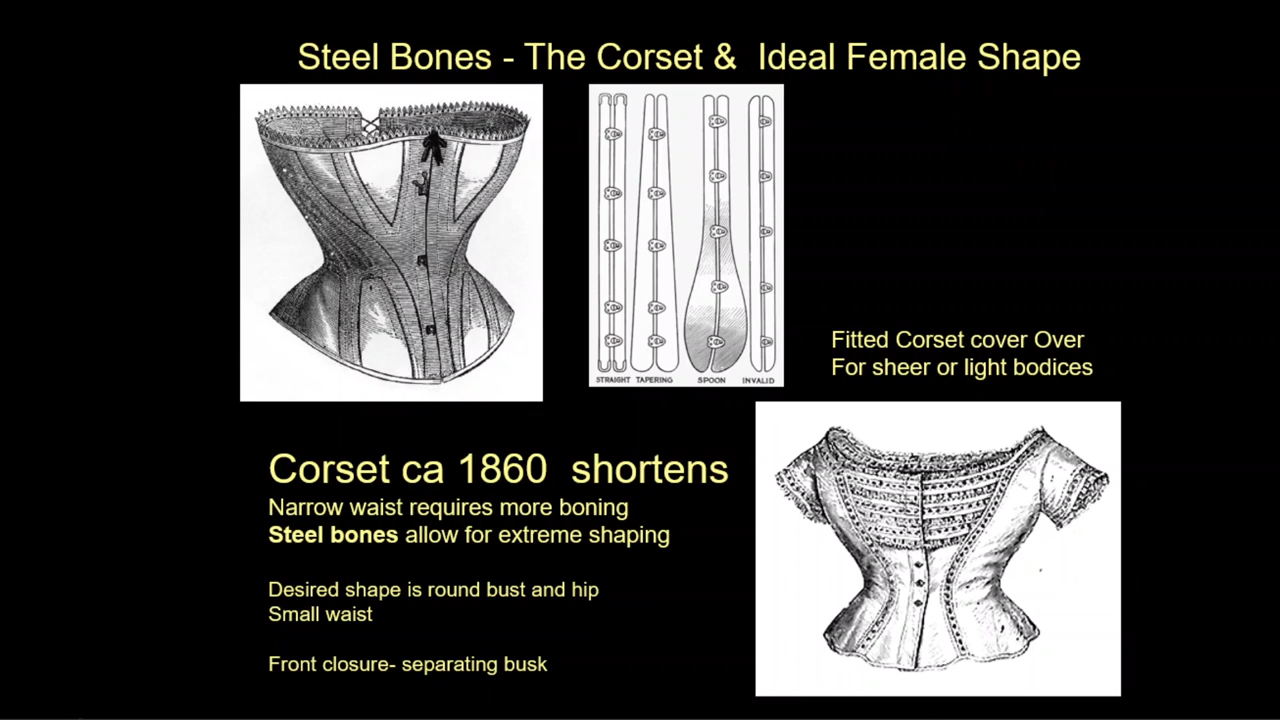 Steel Bones - The Corset &  Ideal Female Shape
STRAIGHT TAPERING SPOON INVALID
Fitted Corset cover Over
For sheer or light bodices
Corset ca 1860  shortens
Narrow waist requires more boning
Steel bones allow for extreme shaping
Desired shape is round bust and hip
Small waist
Front closure- separating busk